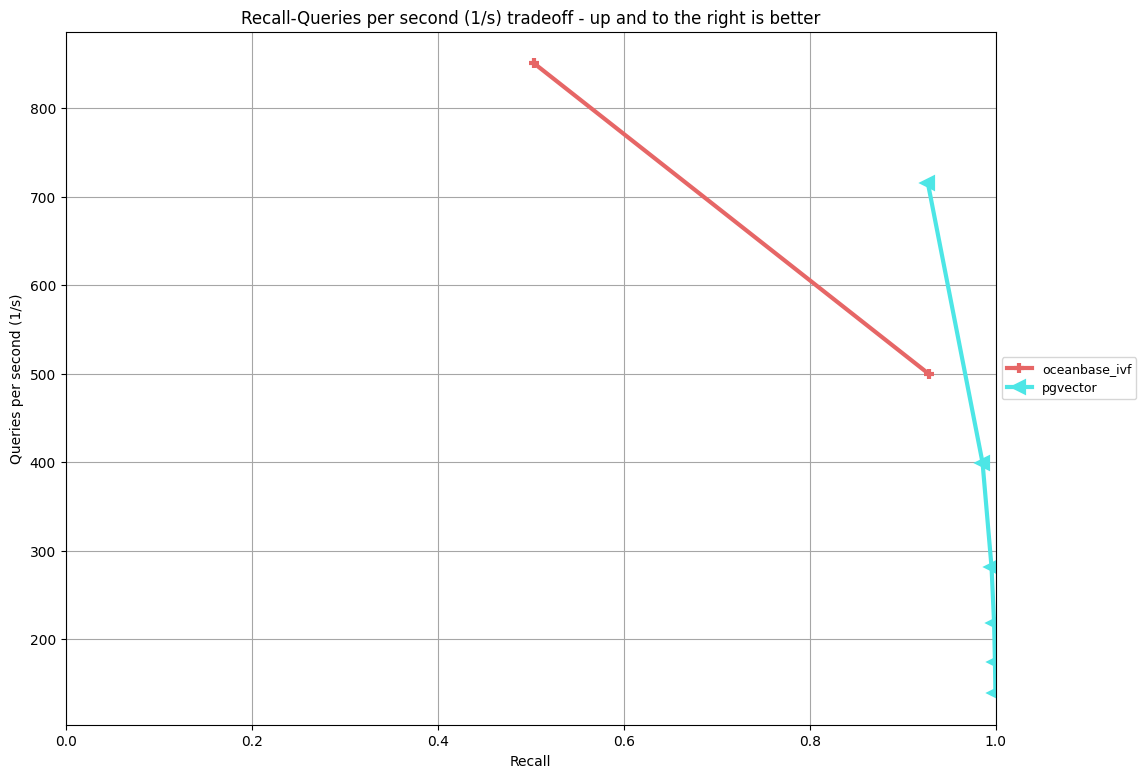 Recall-Queries per second (1/s) tradeoff - up and to the right is better
Queries per second (1/s)
800
700
600
500
400
300
200
0.0
0.2
0.4
0.6
0.8
1.0
Recall
oceanbase_ivf
pgvector